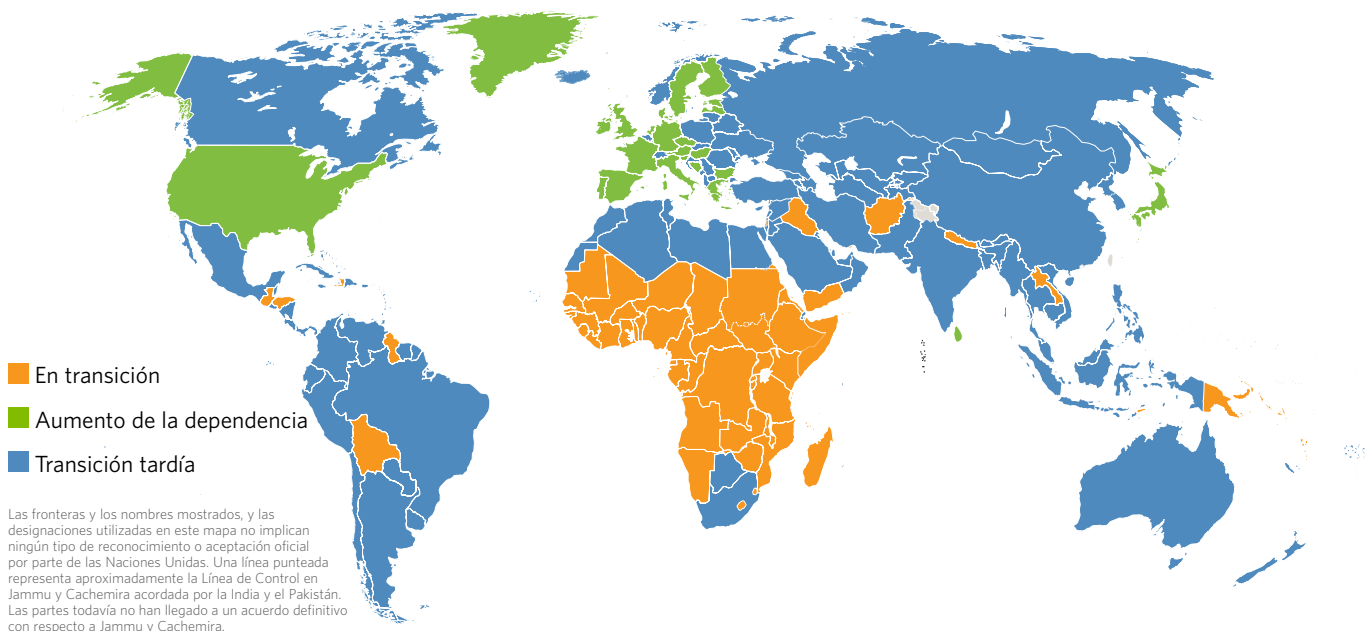 En transición
Aumento de la dependencia
Transición tardía
Las fronteras y los nombres mostrados, y las
designaciones utilizadas en este mapa no implican
ningún tipo de reconocimiento o aceptación oficial
por parte de las Naciones Unidas. Una línea punteada
representa aproximadamente la Línea de Control en
Jammu y Cachemira acordada por la India y el Pakistán.
Las partes todavía no han llegado a un acuerdo definitivo
con respecto a Jammu y Cachemira.